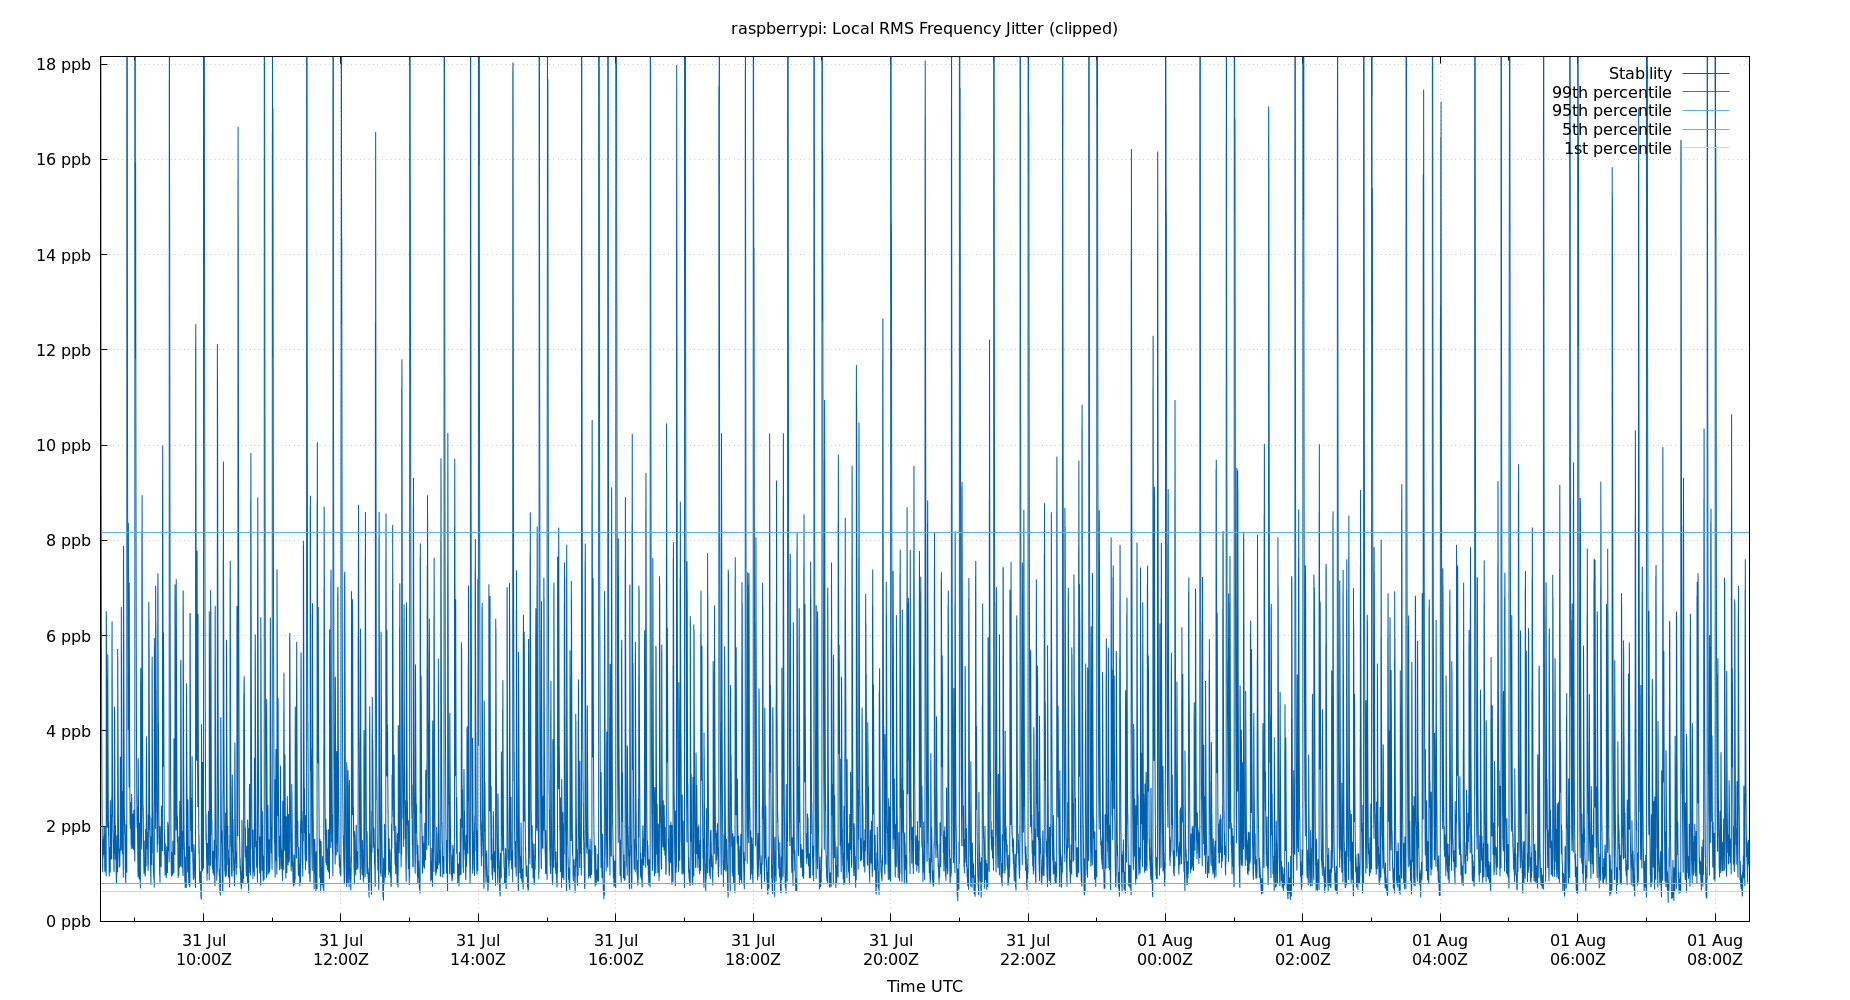 raspberrypi: Local RMS Frequency Jitter (clipped)
18 ppb
16 ppb
14 ppb
12 ppb
10 ppb
8 ppb
6 ppb
4 ppb
2 ppb
0 ppb
Stability
99th percentile
95th percentile
5th percentile
1st percentile
31 Jul 31 Jul 31 Jul 31 Jul 31 Jul 31 Jul 31 Jul 01 Aug 01 Aug 01 Aug 01 Aug 01 Aug
10:00Z 12:00Z 14:00Z 16:00Z 18:00Z 20:00Z 22:00Z 00:00Z 02:00Z 04:00Z 06:00Z 08:00Z
Time UTC